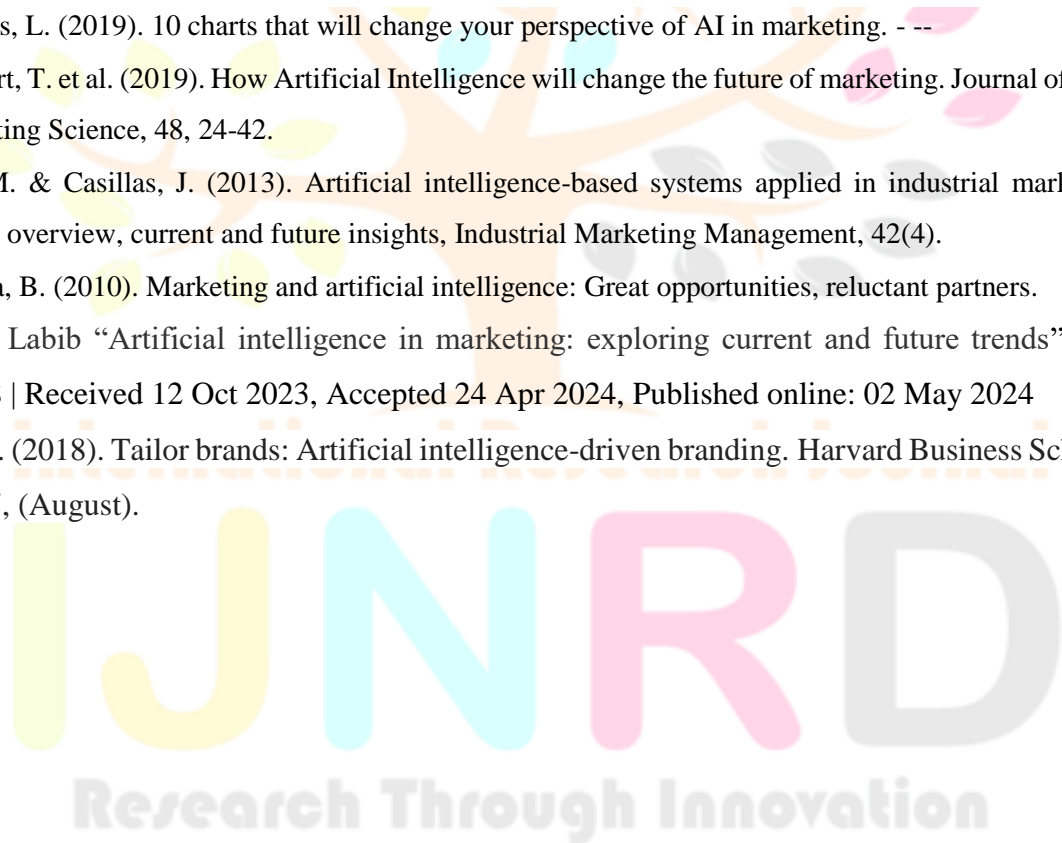 s, L. (2019). 10 charts that will change your perspective of AI in marketing. - --
rt, T. et al. (2019). How Artificial Intelligence will change the future of marketing. Journal of
ting Science, 48, 24-42.
M. & Casillas, J. (2013). Artificial intelligence-based systems applied in industrial mark
overview, current and future insights, Industrial Marketing Management, 42(4).
a, B. (2010). Marketing and artificial intelligence: Great opportunities, reluctant partners.
Labib “Artificial intelligence in marketing: exploring current and future trends”
| Received 12 Oct 2023, Accepted 24 Apr 2024, Published online: 02 May 2024
. (2018). Tailor brands: Artificial intelligence-driven branding. Harvard Business Sc
, (August).
International Research Journal
IJNRD
Research Through Innovation